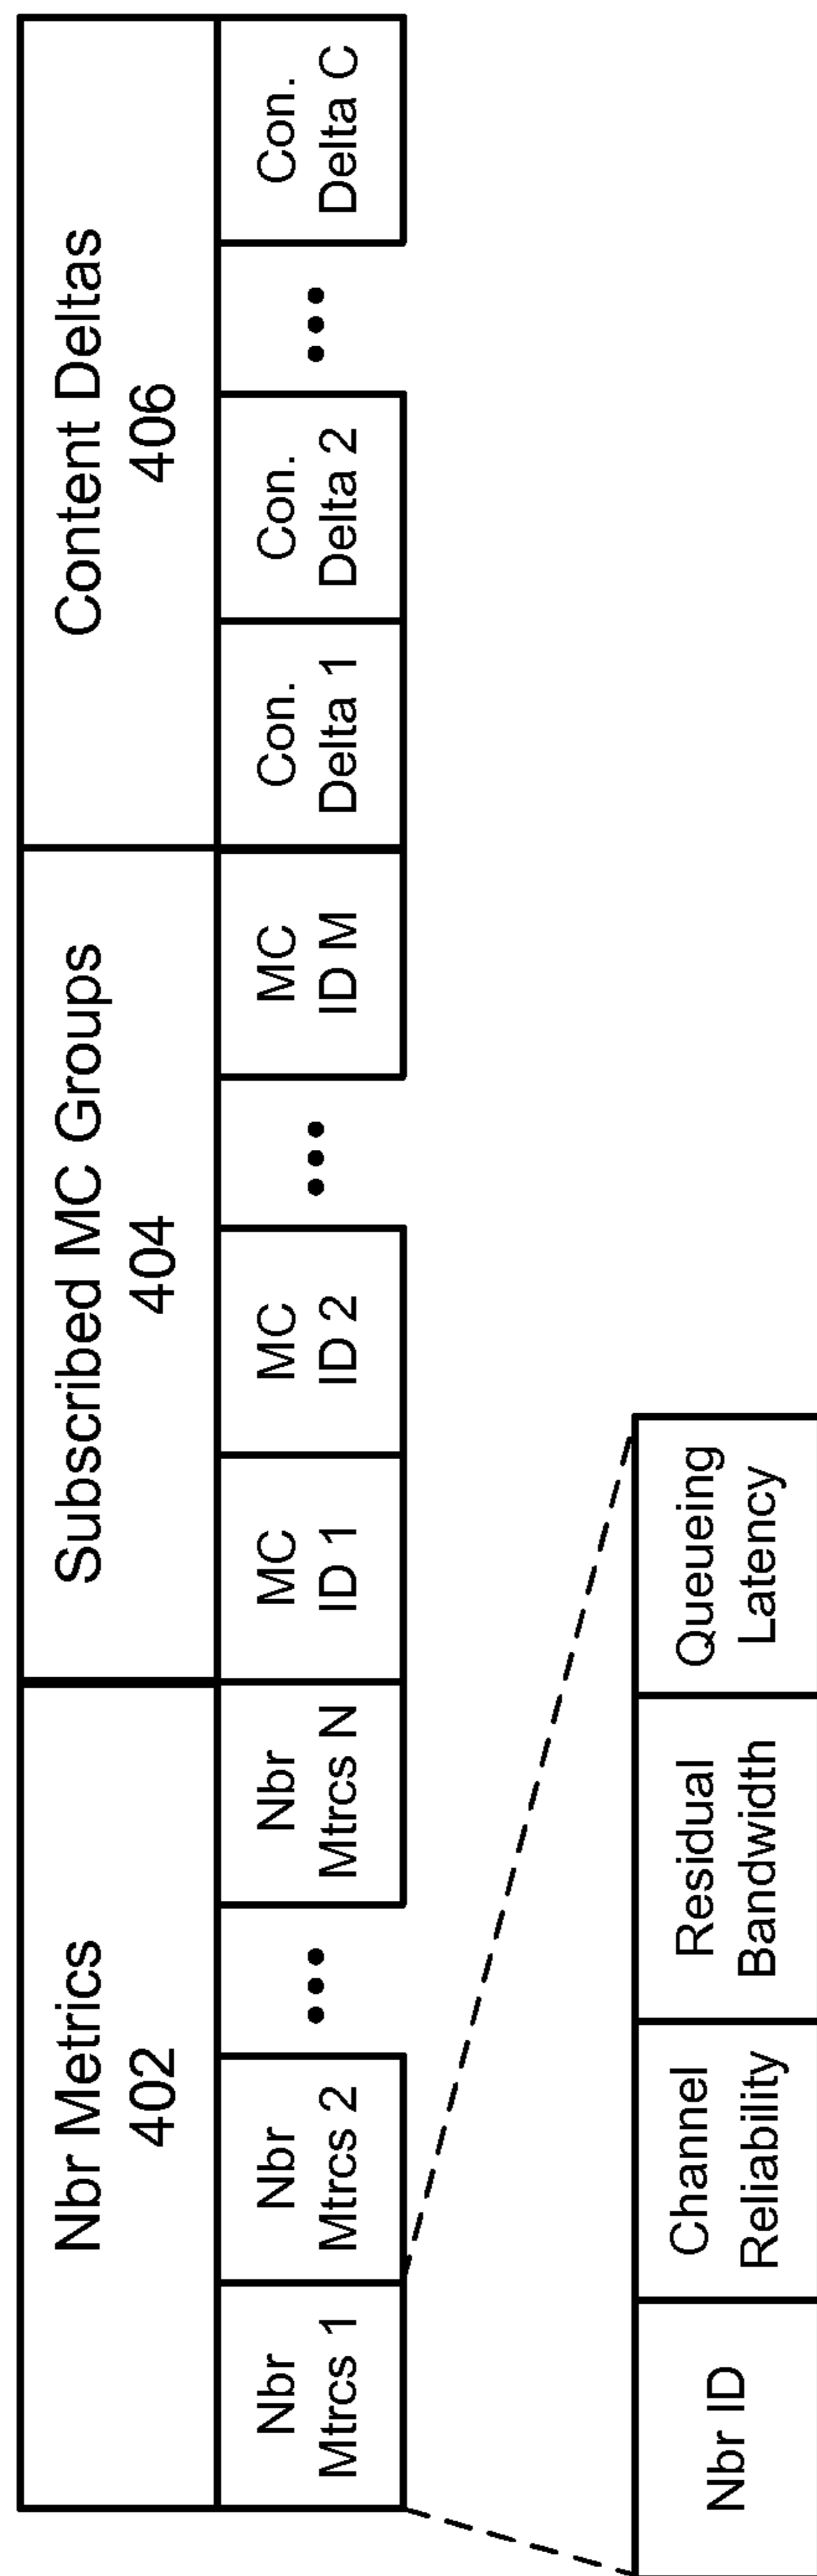 Nbr Metrics
402
Subscribed MC Groups
404
Content Deltas
406
Nbr
Mtrcs 1
Nbr
Mtrcs 2
•••
Nbr
Mtrcs N
MC
ID 1
MC
ID 2
•••
MC
ID M
Con.
Delta 1
Con.
Delta 2
•••
Con.
Delta C
Nbr ID
Channel
Reliability
Residual
Bandwidth
Queueing
Latency